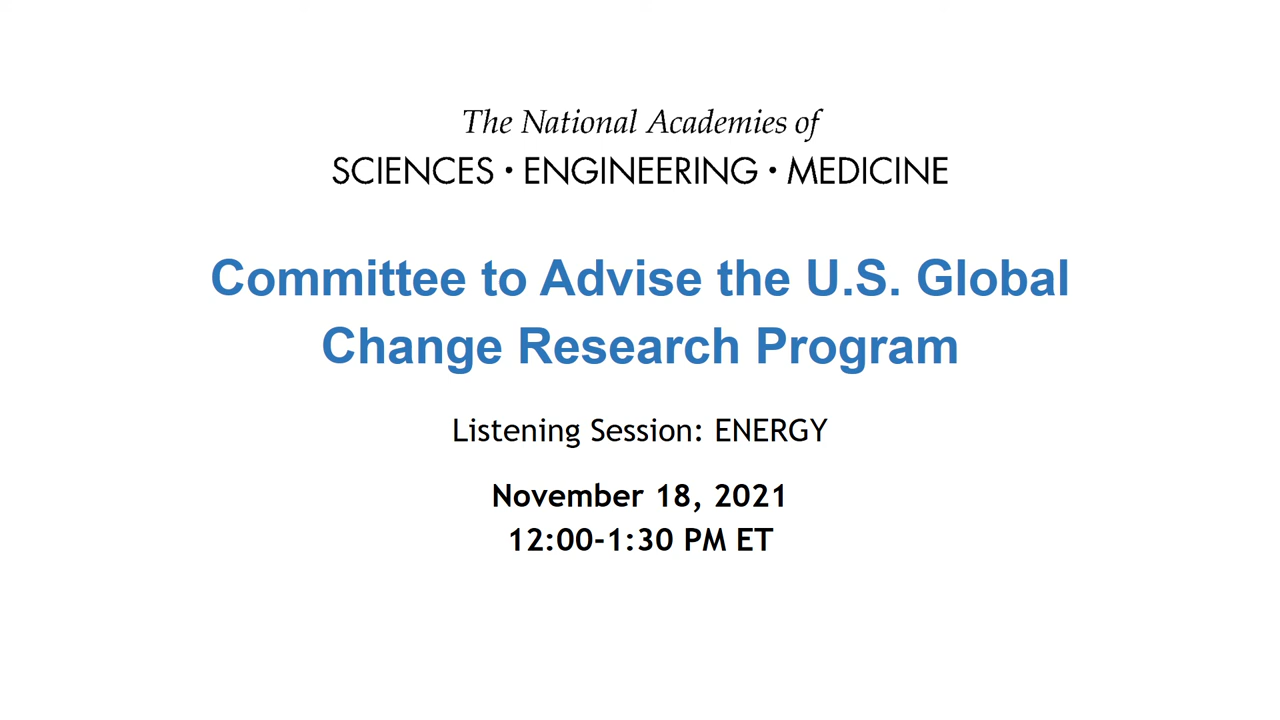 The National Academies of
SCIENCES • ENGINEERING • MEDICINE
Committee to Advise the U.S. Global
Change Research Program
Listening Session: ENERGY
November 18, 2021
12:00-1:30 PM ET